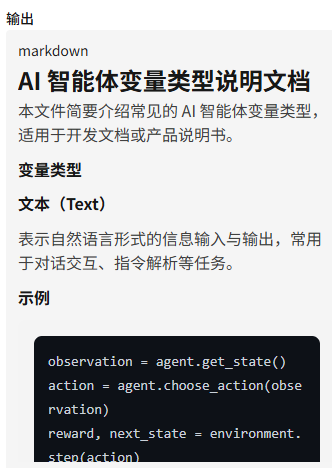 输出
markdown
AI 智能体变量类型说明文档
本文件简要介绍常见的 AI 智能体变量类型，
适用于开发文档或产品说明书。
变量类型
文本（Text）
表示自然语言形式的信息输入与输出，常用
于对话交互、指令解析等任务。
示例
observation = agent.get_state()
action = agent.choose_action(obse
rvation)
reward, next_state = environment.
step(action)